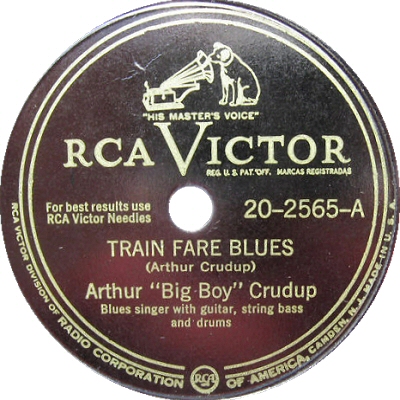 "HIS MASTER'S VOICE"
RCA VICTOR
REG. U.S. PAT. OFF. MARCAS REGISTRADAS
For best results use
RCA Victor Needles
20-2565-A
TRAIN FARE BLUES
(Arthur Crudup)
Arthur "Big Boy" Crudup
Blues singer with guitar, string bass
and drums
RCA VICTOR DIVISION OF RADIO CORPORATION RCA OF AMERICA, CAMDEN, N.J. MADE IN U.S.A.